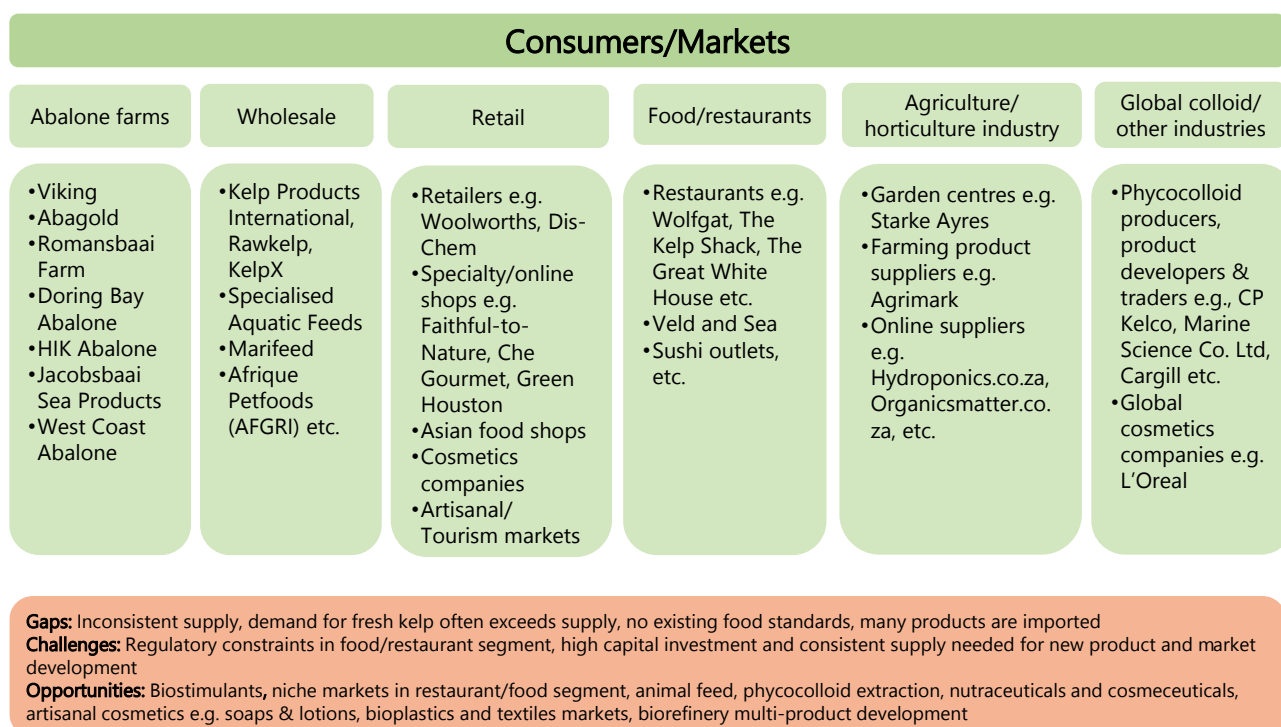 Consumers/Markets
Abalone farms
Wholesale
Retail
Food/restaurants
Agriculture/
horticulture industry
Global colloid/
other industries
•Viking
•Abagold
•Romansbaai
Farm
•Doring Bay
Abalone
•HIK Abalone
•Jacobsbaai
Sea Products
•West Coast
Abalone
•Kelp Products
International,
Rawkelp,
KelpX
•Specialised
Aquatic Feeds
•Marifeed
•Afrique
Petfoods
(AFGRI) etc.
•Retailers e.g.
Woolworths, Dis-
Chem
•Specialty/online
shops e.g.
Faithful-to-
Nature, Che
Gourmet, Green
Houston
•Asian food shops
•Cosmetics
companies
•Artisanal/
Tourism markets
•Restaurants e.g.
Wolfgat, The
Kelp Shack, The
Great White
House etc.
•Veld and Sea
•Sushi outlets,
etc.
•Garden centres e.g.
Starke Ayres
•Farming product
suppliers e.g.
Agrimark
•Online suppliers
e.g.
Hydroponics.co.za,
Organicsmatter.co.
za, etc.
•Phycocolloid
producers,
product
developers &
traders e.g., CP
Kelco, Marine
Science Co. Ltd,
Cargill etc.
•Global
cosmetics
companies e.g.
L'Oreal
Gaps: Inconsistent supply, demand for fresh kelp often exceeds supply, no existing food standards, many products are imported
Challenges: Regulatory constraints in food/restaurant segment, high capital investment and consistent supply needed for new product and market
development
Opportunities: Biostimulants, niche markets in restaurant/food segment, animal feed, phycocolloid extraction, nutraceuticals and cosmeceuticals,
artisanal cosmetics e.g. soaps & lotions, bioplastics and textiles markets, biorefinery multi-product development